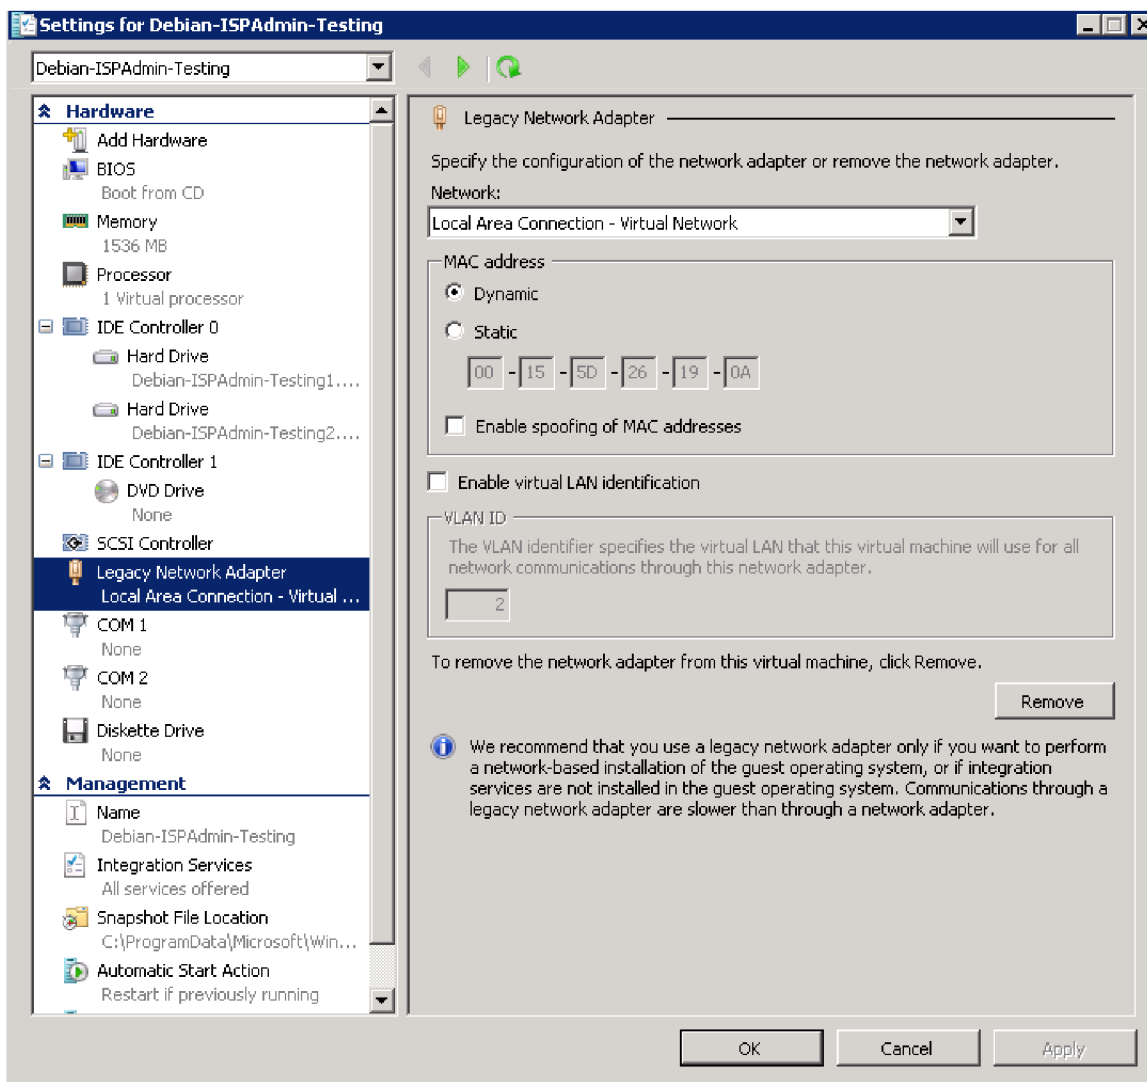 Settings for Debian-ISPAdmin-Testing
Debian-ISPAdmin-Testing
Hardware
Add Hardware
BIOS
Boot from CD
Memory
1536 MB
Processor
1 Virtual processor
IDE Controller 0
Hard Drive
Debian-ISPAdmin-Testing1....
Hard Drive
Debian-ISPAdmin-Testing2....
IDE Controller 1
DVD Drive
None
SCSI Controller
Legacy Network Adapter
Local Area Connection - Virtual ...
COM 1
None
COM 2
None
Diskette Drive
None
Management
Name
Debian-ISPAdmin-Testing
Integration Services
All services offered
Snapshot File Location
C:\ProgramData\Microsoft\Win...
Automatic Start Action
Restart if previously running
Legacy Network Adapter
Specify the configuration of the network adapter or remove the network adapter.
Network:
Local Area Connection - Virtual Network
MAC address
Dynamic
Static
00 - 15 - 5D - 26 - 19 - 0A
Enable spoofing of MAC addresses
Enable virtual LAN identification
VLAN ID
The VLAN identifier specifies the virtual LAN that this virtual machine will use for all
network communications through this network adapter.
2
To remove the network adapter from this virtual machine, click Remove.
Remove
We recommend that you use a legacy network adapter only if you want to perform
a network-based installation of the guest operating system, or if integration
services are not installed in the guest operating system. Communications through a
legacy network adapter are slower than through a network adapter.
OK
Cancel
Apply